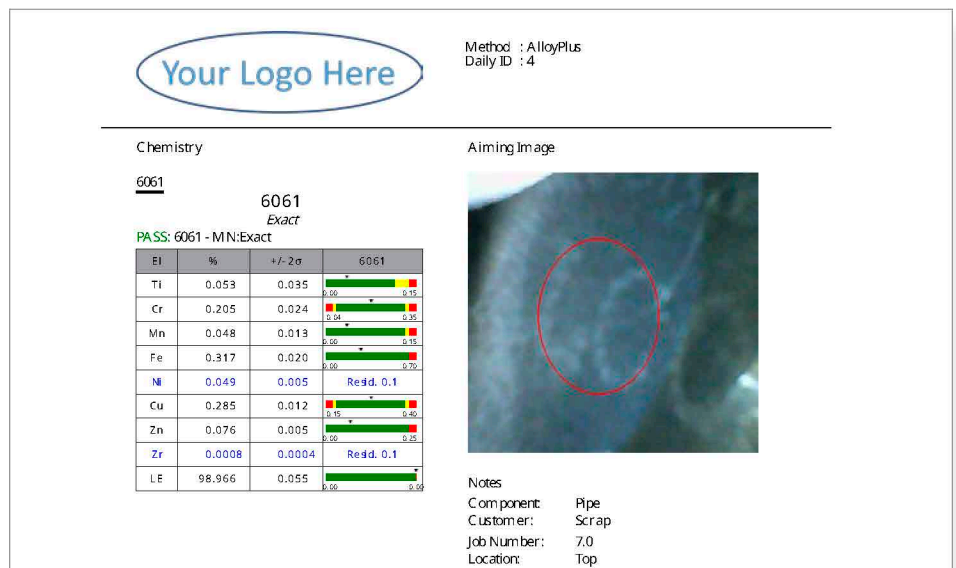 Your Logo Here
Method : AlloyPlus
Daily ID : 4
Chemistry
6061
6061
Exact
PASS: 6061 - MN:Exact
El % +/- 2σ 6061
Ti 0.053 0.035 0.00 0.15
Cr 0.205 0.024 0.04 0.35
Mn 0.048 0.013 0.00 0.15
Fe 0.317 0.020 0.00 0.70
Ni 0.049 0.005 Resid. 0.1
Cu 0.285 0.012 0.15 0.40
Zn 0.076 0.005 0.00 0.25
Zr 0.0008 0.0004 Resid. 0.1
LE 98.966 0.055 0.00 0.00
Aiming Image
Notes
Component: Pipe
Customer: Scrap
Job Number: 7.0
Location: Top